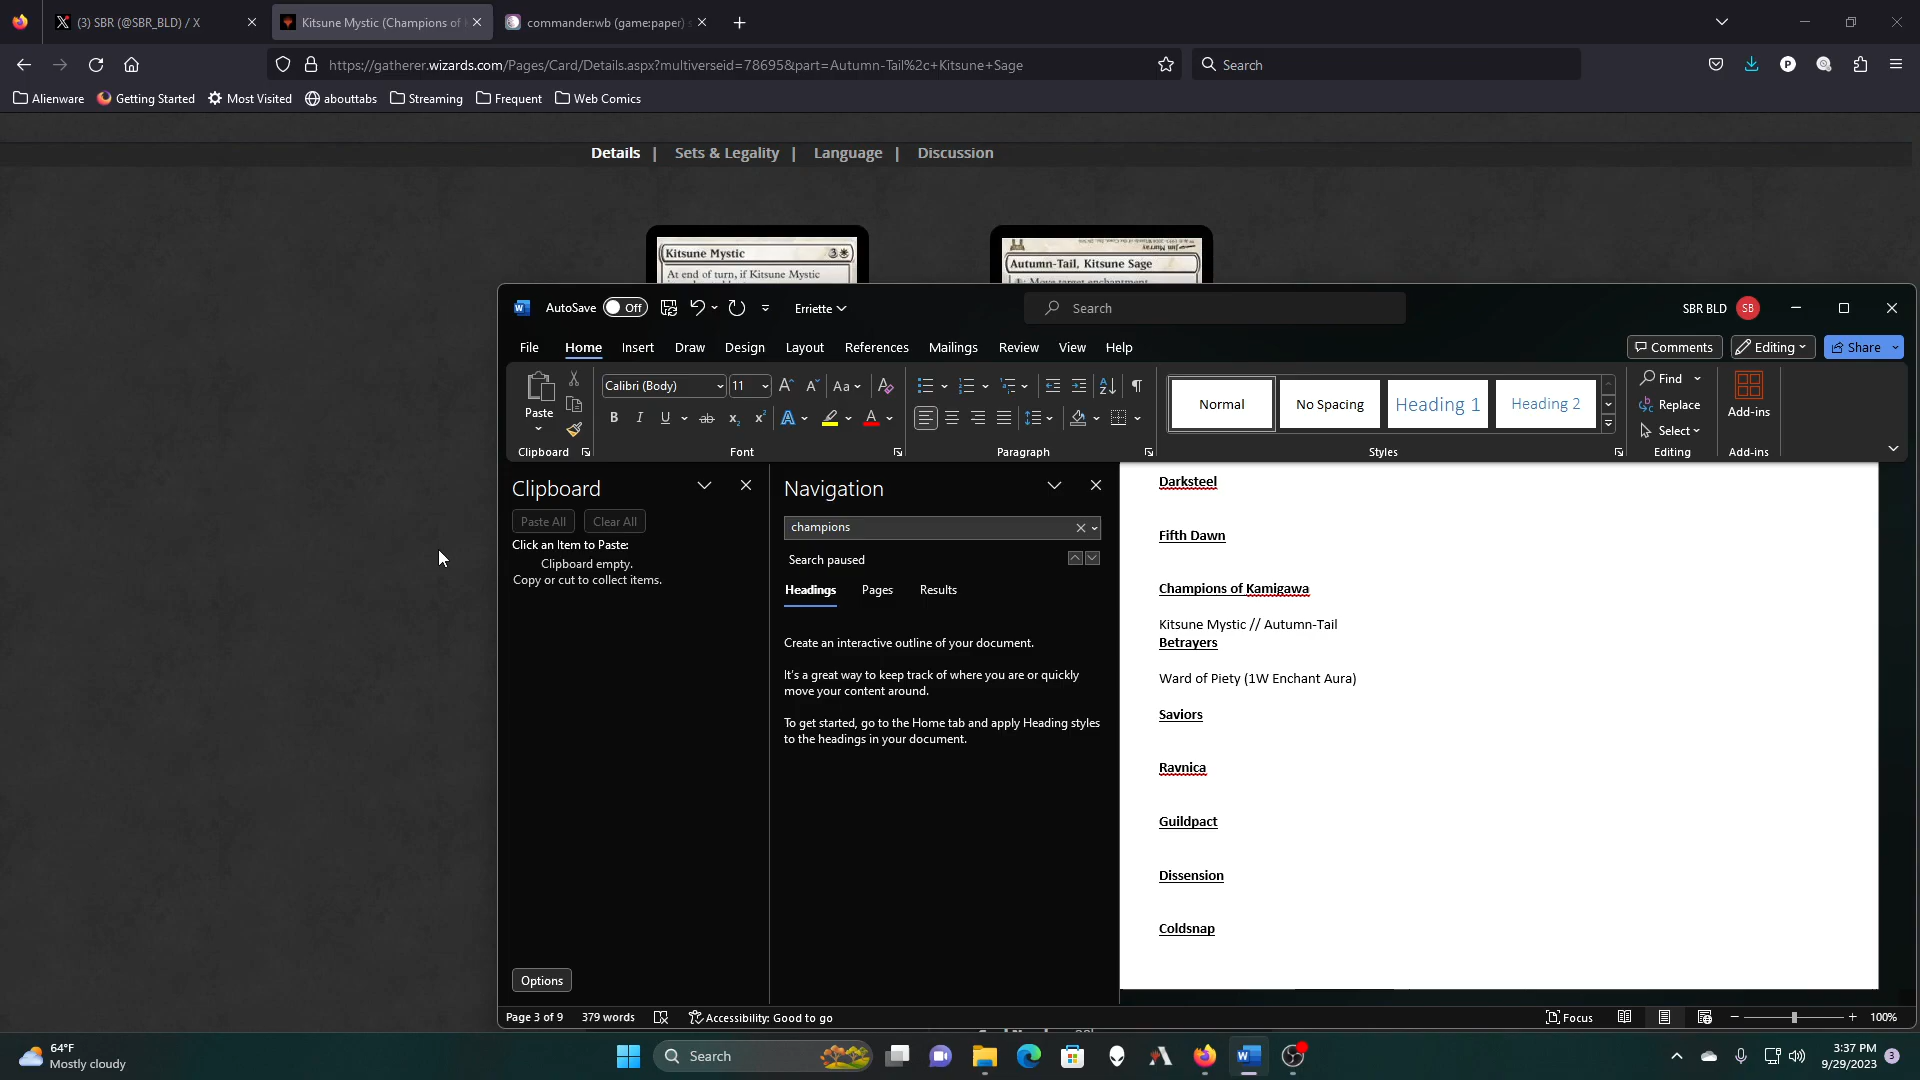 (3) SBR (@SBR_BLD) / X
Kitsune Mystic (Champions of
commander:wb (game:paper)
https://gatherer.wizards.com/Pages/Card/Details.aspx?multiverseid=78695&part=Autumn-Tail%2c+Kitsune+Sage
Search
Alienware
Getting Started
Most Visited
abouttabs
Streaming
Frequent
Web Comics
Details | Sets & Legality | Language | Discussion
Kitsune Mystic 3
At end of turn, if Kitsune Mystic
Autumn-Tail, Kitsune Sage
: Move target enchantment
AutoSave Off
Erriette
Search
SBR BLD SB
File Home Insert Draw Design Layout References Mailings Review View Help
Comments Editing Share
Paste
Calibri (Body) 11
Normal
No Spacing
Heading 1
Heading 2
Find
Replace
Select
Add-ins
Clipboard Font Paragraph Styles Editing Add-ins
Clipboard
Paste All Clear All
Click an Item to Paste:
Clipboard empty.
Copy or cut to collect items.
Options
Navigation
champions
Search paused
Headings Pages Results
Create an interactive outline of your document.
It's a great way to keep track of where you are or quickly
move your content around.
To get started, go to the Home tab and apply Heading styles
to the headings in your document.
Darksteel
Fifth Dawn
Champions of Kamigawa
Kitsune Mystic // Autumn-Tail
Betrayers
Ward of Piety (1W Enchant Aura)
Saviors
Ravnica
Guildpact
Dissension
Coldsnap
Page 3 of 9 379 words Accessibility: Good to go Focus 100%
64°F
Mostly cloudy
Search
3:37 PM
9/29/2023
3